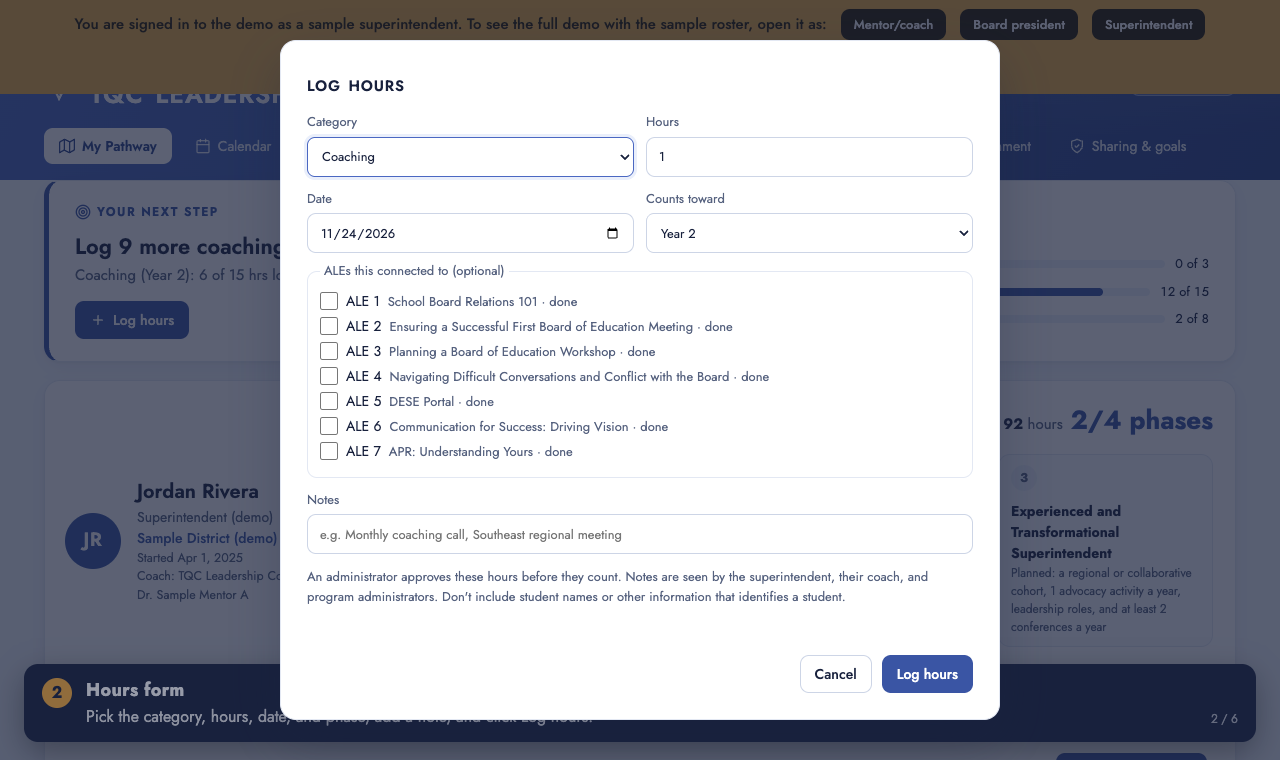 You are signed in to the demo as a sample superintendent. To see the full demo with the sample roster, open it as:
Mentor/coach
Board president
Superintendent
TQC LEADERSH
My Pathway
Calendar
Sharing & goals
YOUR NEXT STEP
Log 9 more coaching
Coaching (Year 2): 6 of 15 hrs
+ Log hours
0 of 3
12 of 15
2 of 8
92 hours 2/4 phases
JR
Jordan Rivera
Superintendent (demo)
Sample District (demo)
Started Apr 1, 2025
Coach: TQC Leadership
Dr. Sample Mentor A
3
Experienced and
Transformational
Superintendent
Planned: a regional or collaborative
cohort, 1 advocacy activity a year,
leadership roles, and at least 2
conferences a year
LOG HOURS
Category
Hours
Coaching
1
Date
Counts toward
11/24/2026
Year 2
ALEs this connected to (optional)
ALE 1 School Board Relations 101 · done
ALE 2 Ensuring a Successful First Board of Education Meeting · done
ALE 3 Planning a Board of Education Workshop · done
ALE 4 Navigating Difficult Conversations and Conflict with the Board · done
ALE 5 DESE Portal · done
ALE 6 Communication for Success: Driving Vision · done
ALE 7 APR: Understanding Yours · done
Notes
e.g. Monthly coaching call, Southeast regional meeting
An administrator approves these hours before they count. Notes are seen by the superintendent, their coach, and
program administrators. Don't include student names or other information that identifies a student.
Cancel
Log hours
2
Hours form
Pick the category, hours, date, and phase, add a note, and click Log hours.
2 / 6